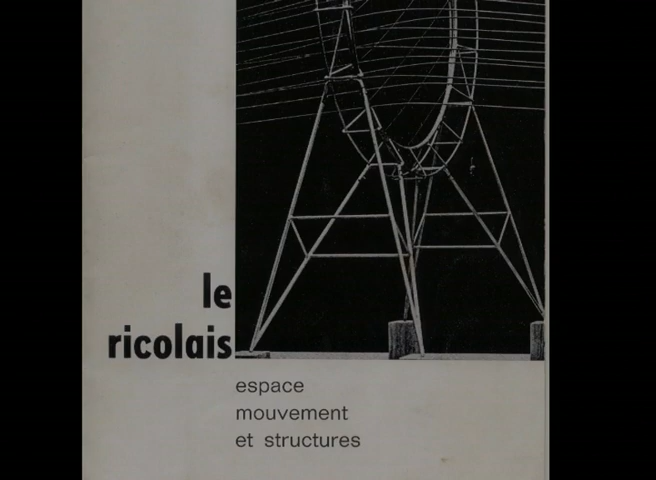 le
ricolais
espace
mouvement
et structures